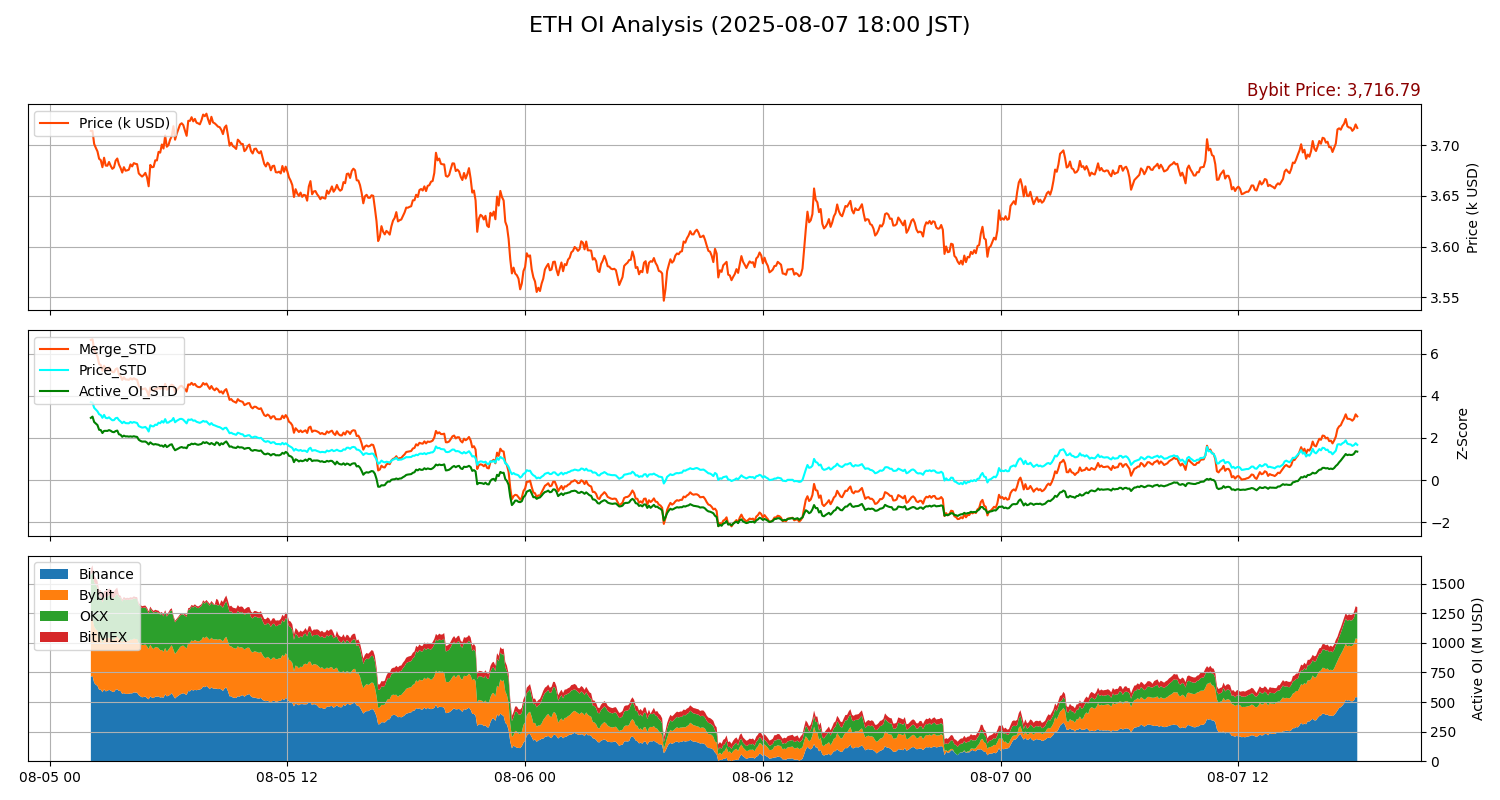 ETH OI Analysis (2025-08-07 18:00 JST)
Bybit Price: 3,716.79
Price (k USD)
3.70
3.65
3.60
3.55
Price (k USD)
Merge_STD
Price_STD
Active_OI_STD
6
4
2
0
−2
Z-Score
Binance
Bybit
OKX
BitMEX
1500
1250
1000
750
500
250
0
Active OI (M USD)
08-05 00
08-05 12
08-06 00
08-06 12
08-07 00
08-07 12